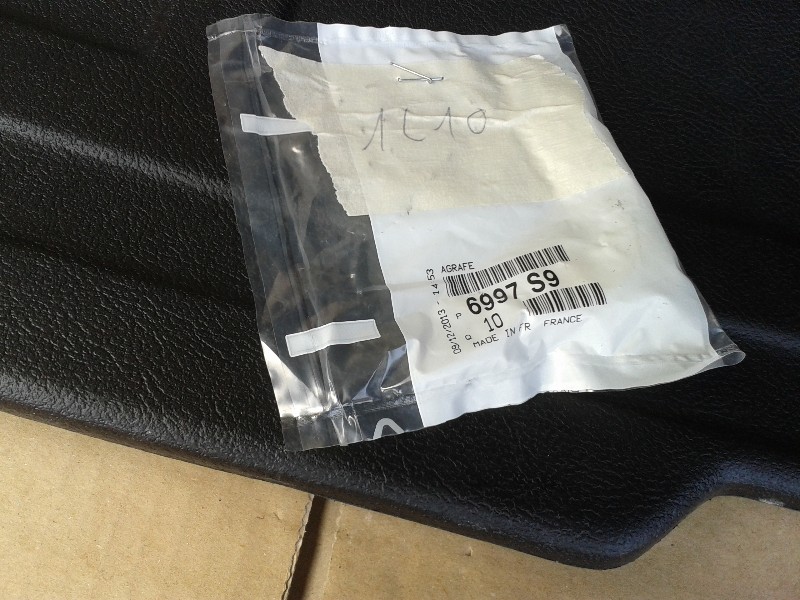 1C10
AGRAFE
P 6997 S9
Q 10
MADE IN FR FRANCE
09/12/2013 - 14:53